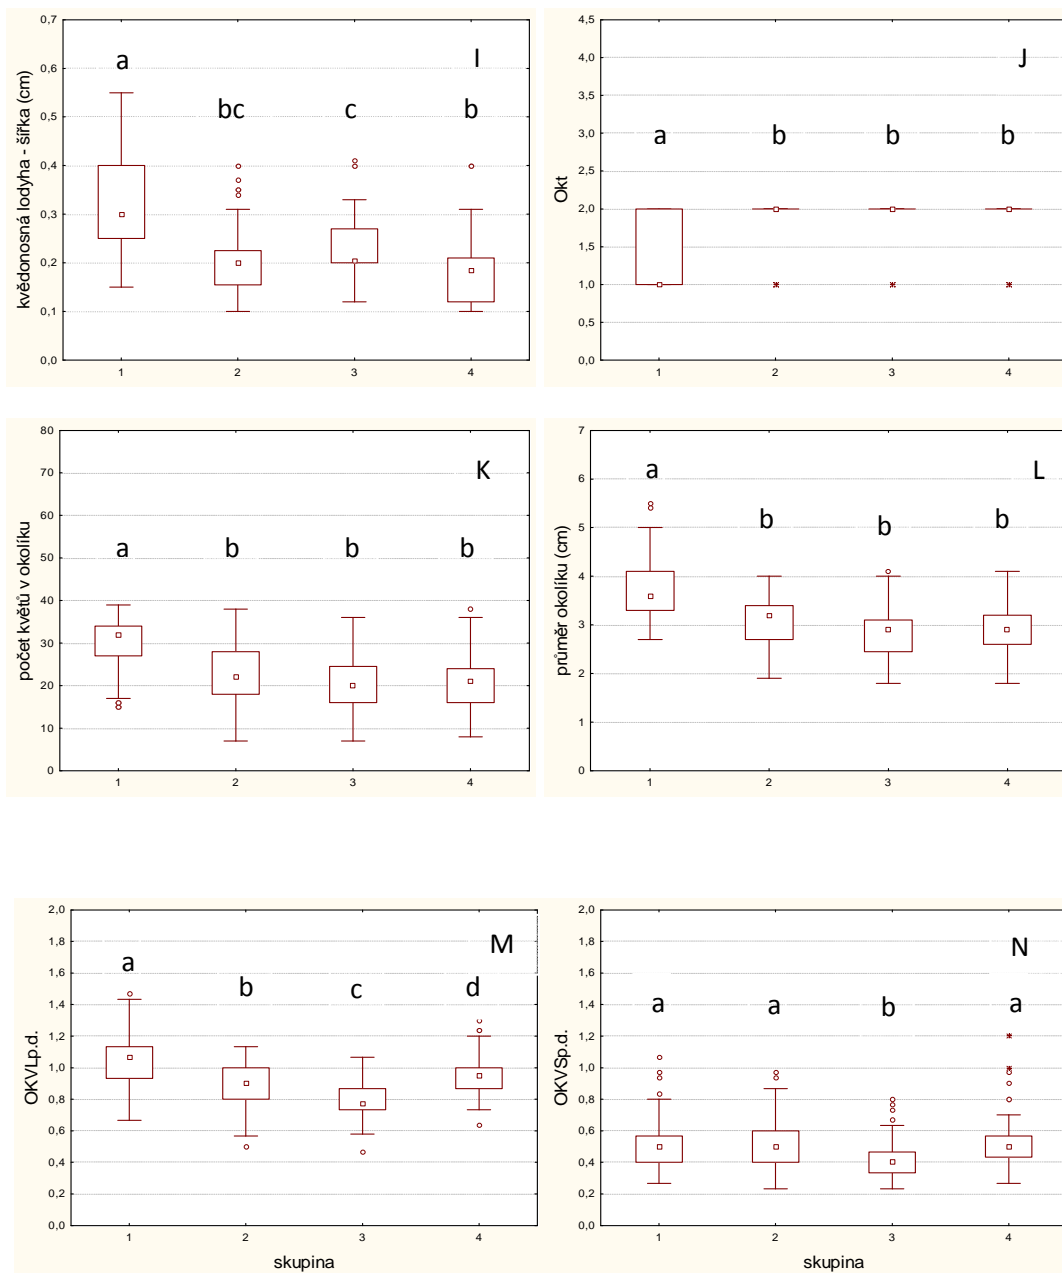 0,7
0,6
0,5
0,4
0,3
0,2
0,1
0,0
květonosná lodyha - šířka (cm)
I
a
bc
c
b
1
2
3
4
4,5
4,0
3,5
3,0
2,5
2,0
1,5
1,0
0,5
0,0
Okt
J
a
b
b
b
1
2
3
4
80
70
60
50
40
30
20
10
0
počet květů v okolíku
K
a
b
b
b
1
2
3
4
7
6
5
4
3
2
1
0
průměr okolíku (cm)
L
a
b
b
b
1
2
3
4
2,0
1,8
1,6
1,4
1,2
1,0
0,8
0,6
0,4
0,2
0,0
OKVLp.d.
M
a
b
c
d
1
2
3
4
skupina
2,0
1,8
1,6
1,4
1,2
1,0
0,8
0,6
0,4
0,2
0,0
OKVSp.d.
N
a
a
b
a
1
2
3
4
skupina